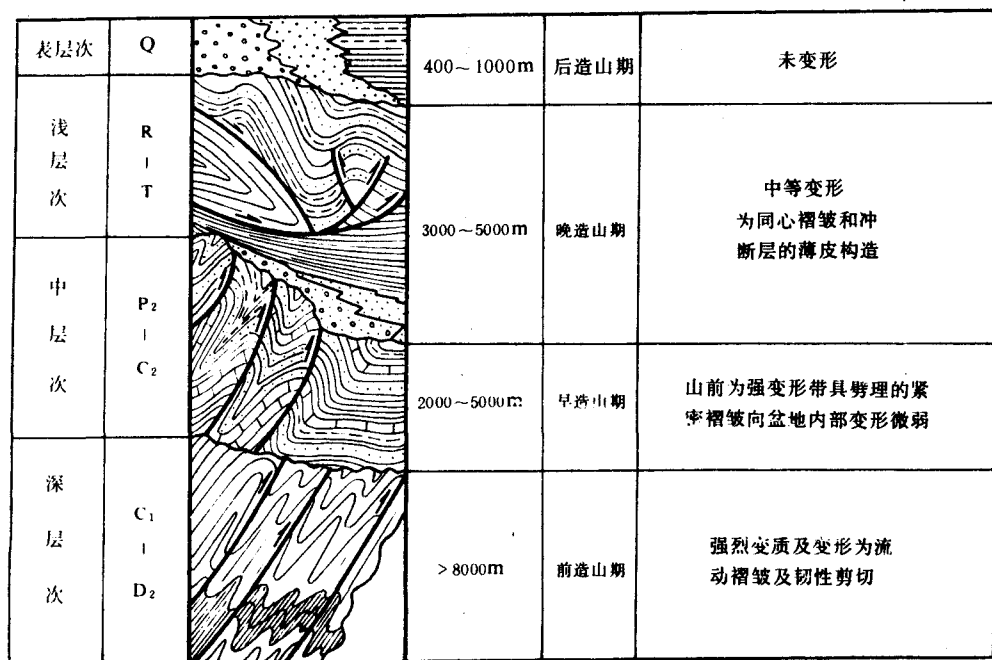 表层次 Q 400～1000m 后造山期 未变形
浅层次 R－T 3000～5000m 晚造山期 中等变形
为同心褶皱和冲
断层的薄皮构造
中层次 P₂－C₂ 2000～5000m 早造山期 山前为强变形带具劈理的紧
密褶皱向盆地内部变形微弱
深层次 C₁－D₂ >8000m 前造山期 强烈变质及变形为流
动褶皱及韧性剪切